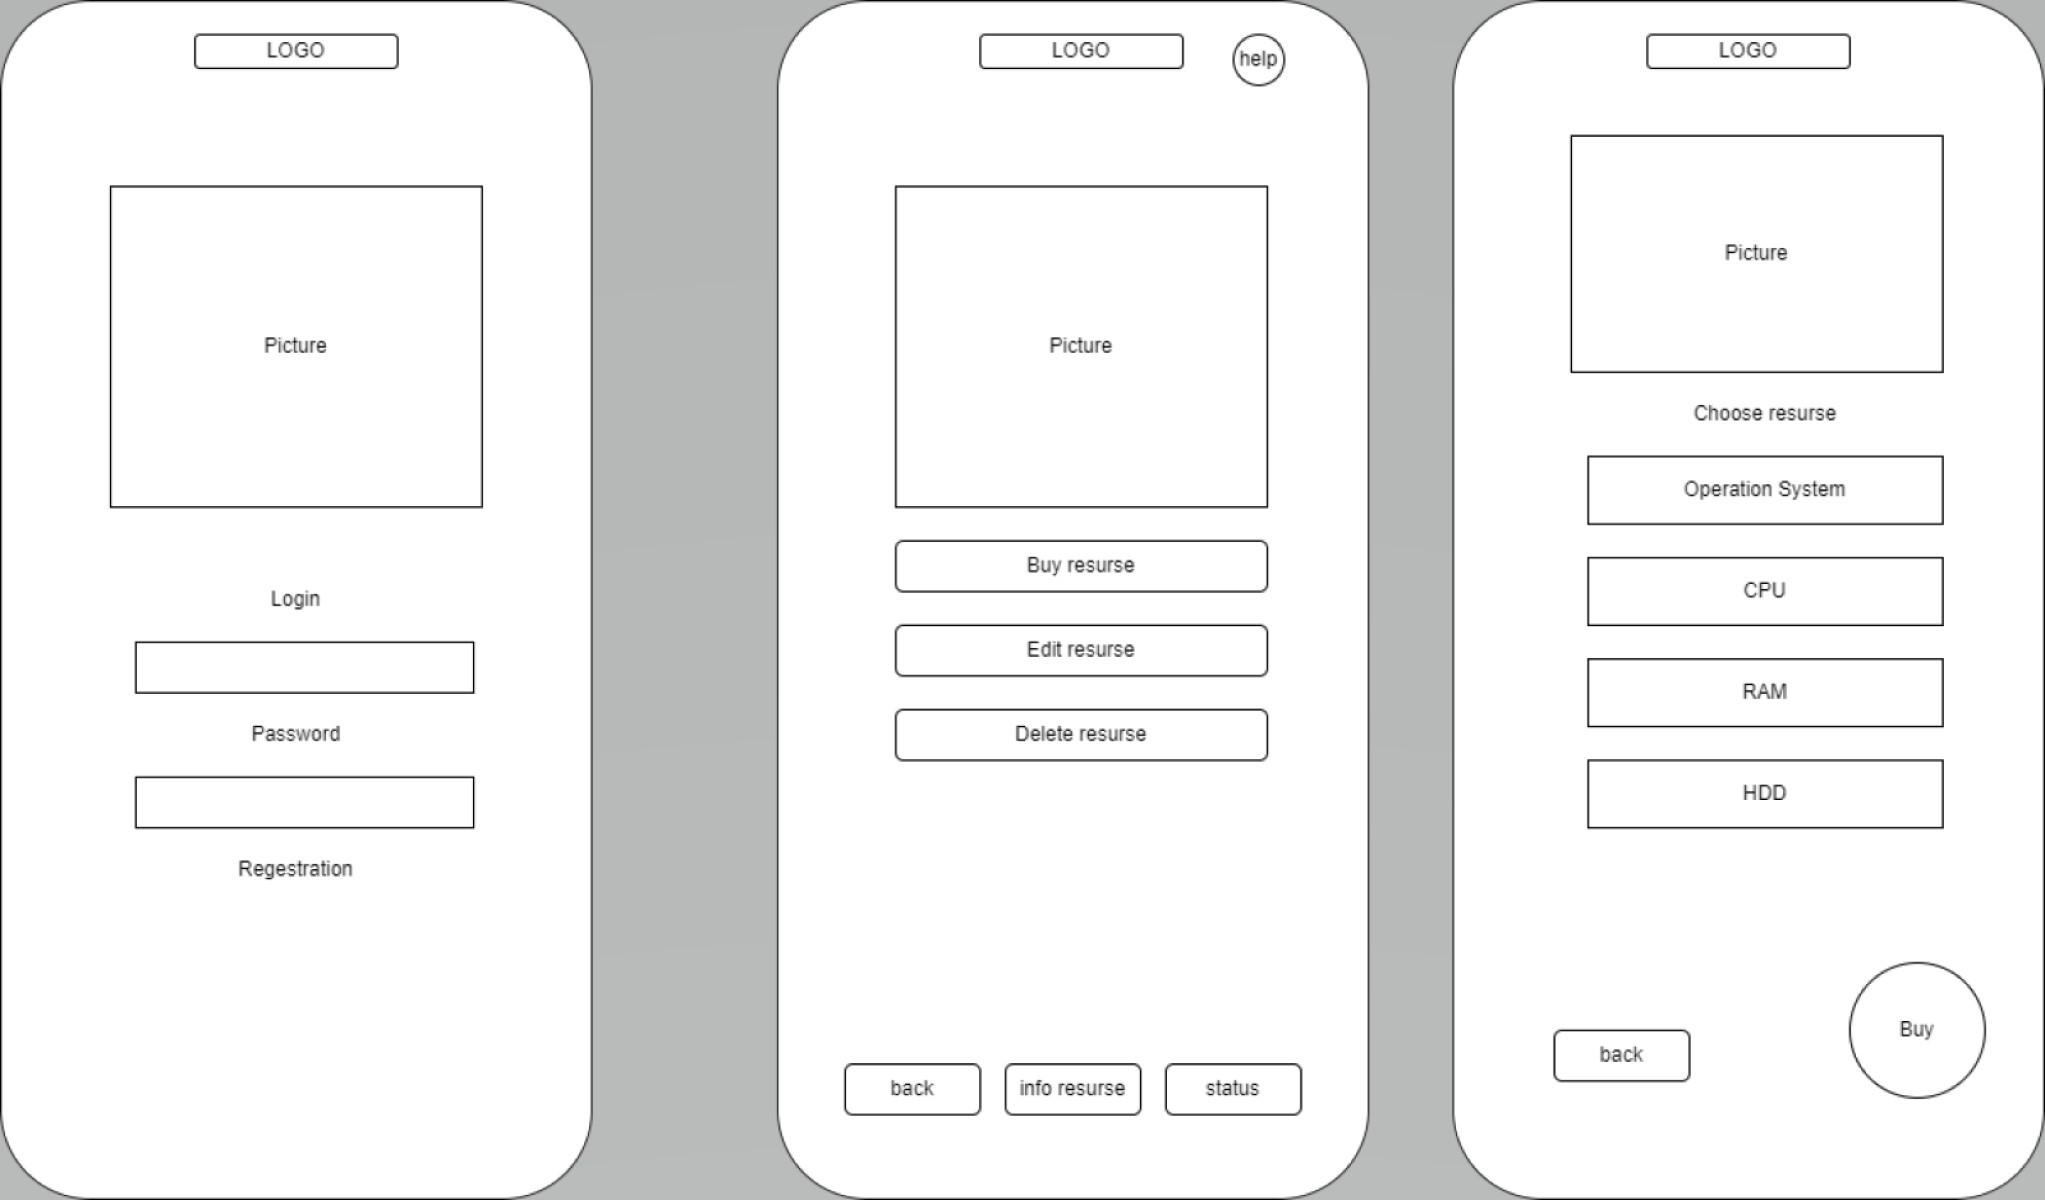 LOGO
Picture
Login
Password
Regestration
LOGO
help
Picture
Buy resurse
Edit resurse
Delete resurse
back
info resurse
status
LOGO
Picture
Choose resurse
Operation System
CPU
RAM
HDD
back
Buy